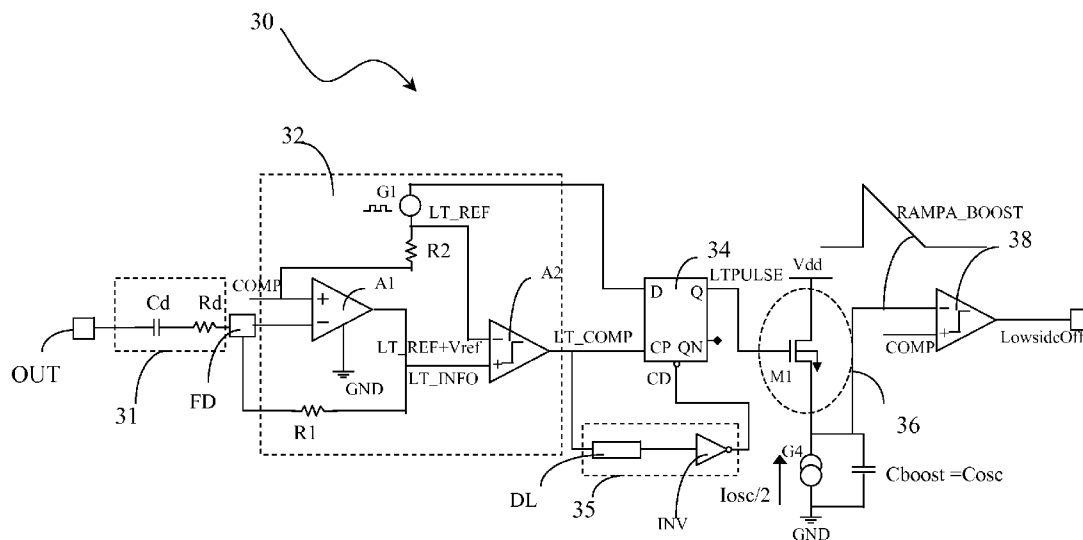 30
32
G1
LT_REF
R2
COMP
A1
A2
Cd
Rd
OUT
31
FD
GND
LT_REF+Vref
LT_INFO
R1
LT_COMP
34
D
Q
CP
QN
CD
LTPULSE
DL
35
INV
Vdd
M1
36
G4
Iosc/2
GND
Cboost =Cosc
RAMPA_BOOST
38
COMP
LowsideOff